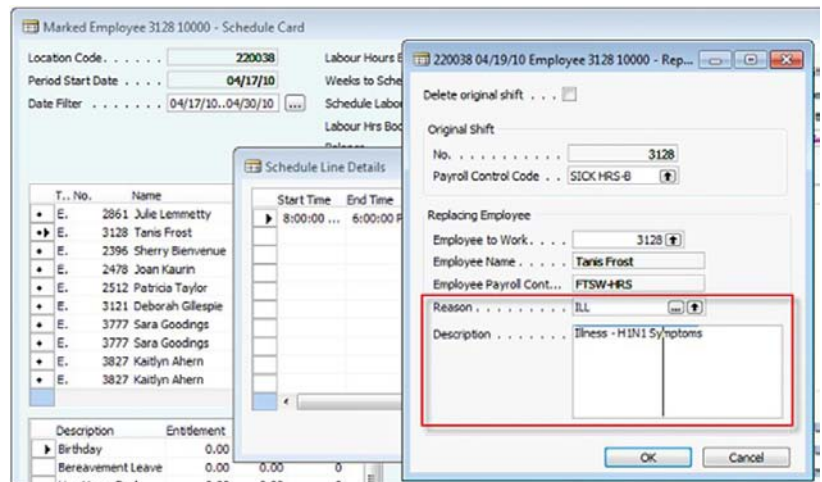 Marked Employee 3128 10000 - Schedule Card
Location Code. . . . . . 220038
Labour Hours
Period Start Date . . . . 04/17/10
Weeks to Sche
Date Filter . . . . . . . 04/17/10..04/30/10 ...
Schedule Labo
Labour Hrs Boo
T.. No. Name
E. 2861 Julie Lemmetty
E. 3128 Tanis Frost
E. 2396 Sherry Bienvenue
E. 2478 Joan Kaurin
E. 2512 Patricia Taylor
E. 3121 Deborah Gillespie
E. 3777 Sara Goodings
E. 3777 Sara Goodings
E. 3827 Kaitlyn Ahern
E. 3827 Kaitlyn Ahern
Description Entitlement
Birthday 0.00
Bereavement Leave 0.00 0.00 0
Schedule Line Details
Start Time End Time
8:00:00 ... 6:00:00 P
220038 04/19/10 Employee 3128 10000 - Rep...
Delete original shift . . .
Original Shift
No. . . . . . . . . . . 3128
Payroll Control Code . . SICK HRS-B
Replacing Employee
Employee to Work. . . . 3128
Employee Name . . . . . Tanis Frost
Employee Payroll Cont... FTSW-HRS
Reason . . . . . . . . . ILL ...
Description . . . . . . . Illness - H1N1 Symptoms
OK Cancel